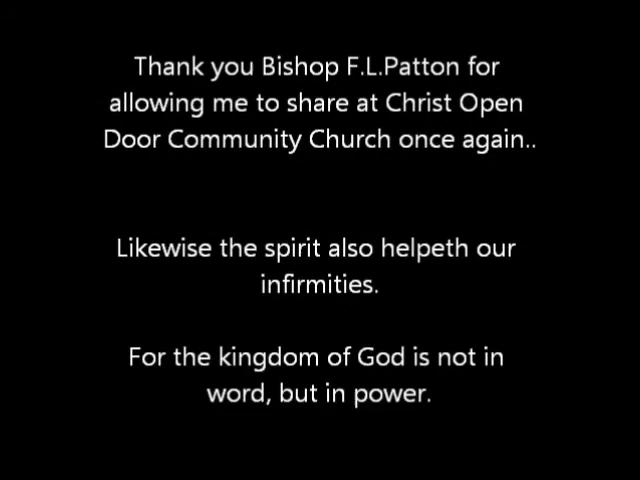 Thank you Bishop F.L.Patton for
allowing me to share at Christ Open
Door Community Church once again..
Likewise the spirit also helpeth our
infirmities.
For the kingdom of God is not in
word, but in power.